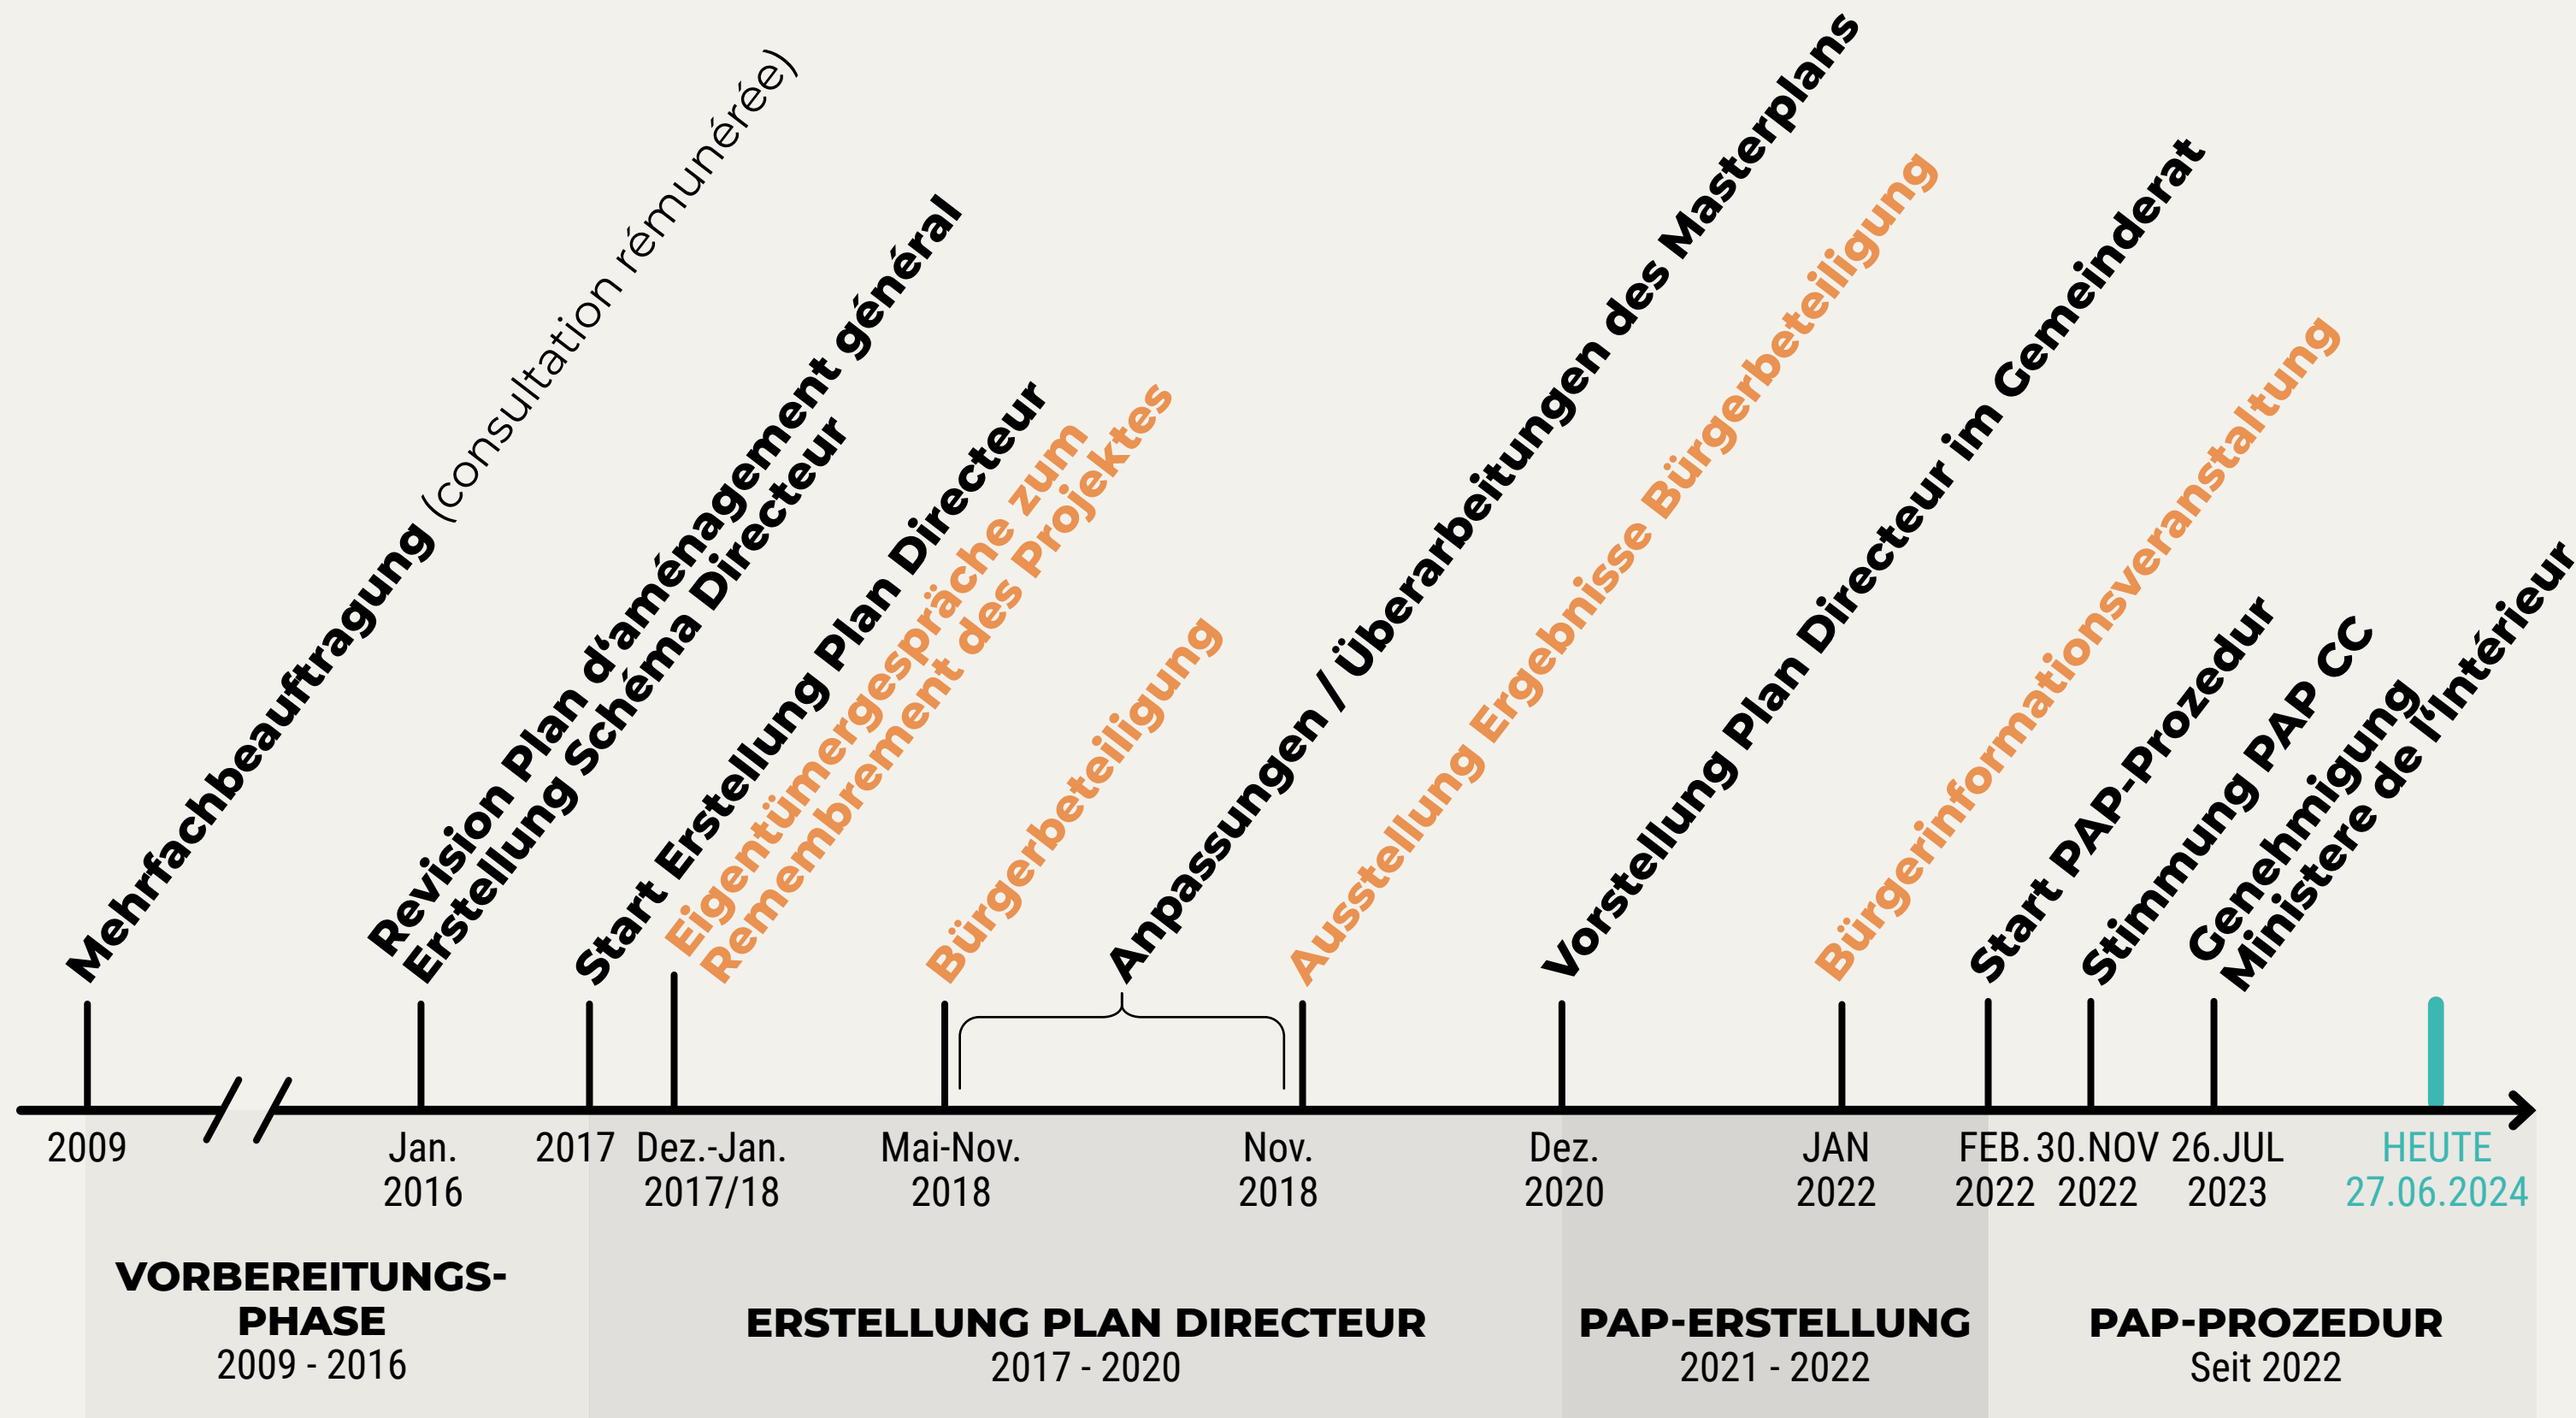 Mehrfachbeauftragung (consultation rémunérée)
Revision Plan d‘aménagement général
Erstellung Schéma Directeur
Start Erstellung Plan Directeur
Eigentümergespräche zum
Remembrement des Projektes
Bürgerbeteiligung
Anpassungen / Überarbeitungen des Masterplans
Ausstellung Ergebnisse Bürgerbeteiligung
Vorstellung Plan Directeur im Gemeinderat
Bürgerinformationsveranstaltung
Start PAP-Prozedur
Stimmung PAP CC
Genehmigung
Ministere de l‘Intérieur
2009
Jan.
2016
2017
Dez.-Jan.
2017/18
Mai-Nov.
2018
Nov.
2018
Dez.
2020
JAN
2022
FEB.
2022
30.NOV
2022
26.JUL
2023
HEUTE
27.06.2024
VORBEREITUNGS-
PHASE
2009 - 2016
ERSTELLUNG PLAN DIRECTEUR
2017 - 2020
PAP-ERSTELLUNG
2021 - 2022
PAP-PROZEDUR
Seit 2022